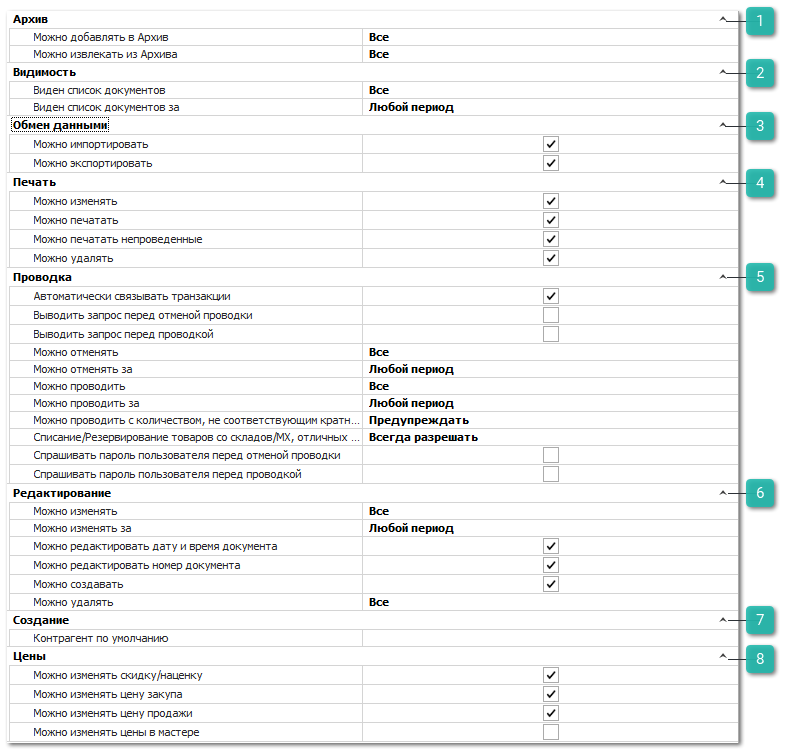 Архив 1
Можно добавлять в Архив Все
Можно извлекать из Архива Все
Видимость 2
Виден список документов Все
Виден список документов за Любой период
Обмен данными 3
Можно импортировать
Можно экспортировать
Печать 4
Можно изменять
Можно печатать
Можно печатать непроведенные
Можно удалять
Проводка 5
Автоматически связывать транзакции
Выводить запрос перед отменой проводки
Выводить запрос перед проводкой
Можно отменять Все
Можно отменять за Любой период
Можно проводить Все
Можно проводить за Любой период
Можно проводить с количеством, не соответствующим кратн... Предупреждать
Списание/Резервирование товаров со складов/МХ, отличных ... Всегда разрешать
Спрашивать пароль пользователя перед отменой проводки
Спрашивать пароль пользователя перед проводкой
Редактирование 6
Можно изменять Все
Можно изменять за Любой период
Можно редактировать дату и время документа
Можно редактировать номер документа
Можно создавать
Можно удалять Все
Создание 7
Контрагент по умолчанию
Цены 8
Можно изменять скидку/наценку
Можно изменять цену закупа
Можно изменять цену продажи
Можно изменять цены в мастере